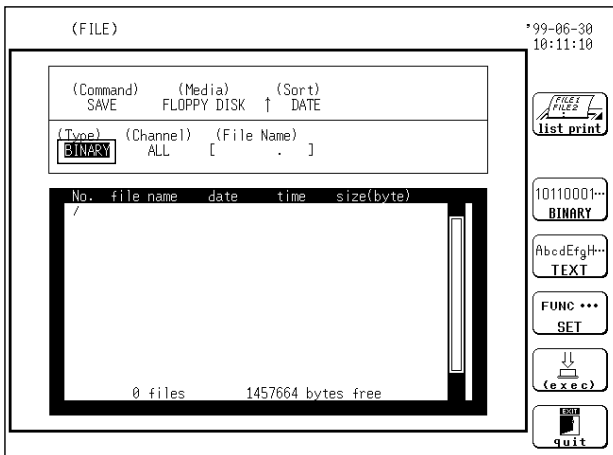 (FILE)
'99-06-30
10:11:10
(Command) (Media) (Sort)
SAVE FLOPPY DISK ↑ DATE
(Type) (Channel) (File Name)
BINARY ALL [ . ]
No. file name date time size(byte)
/
0 files 1457664 bytes free
FILE1
FILE2
:
list print
10110001…
BINARY
AbcdEfgH…
TEXT
FUNC •••
SET
(exec)
EXIT
quit